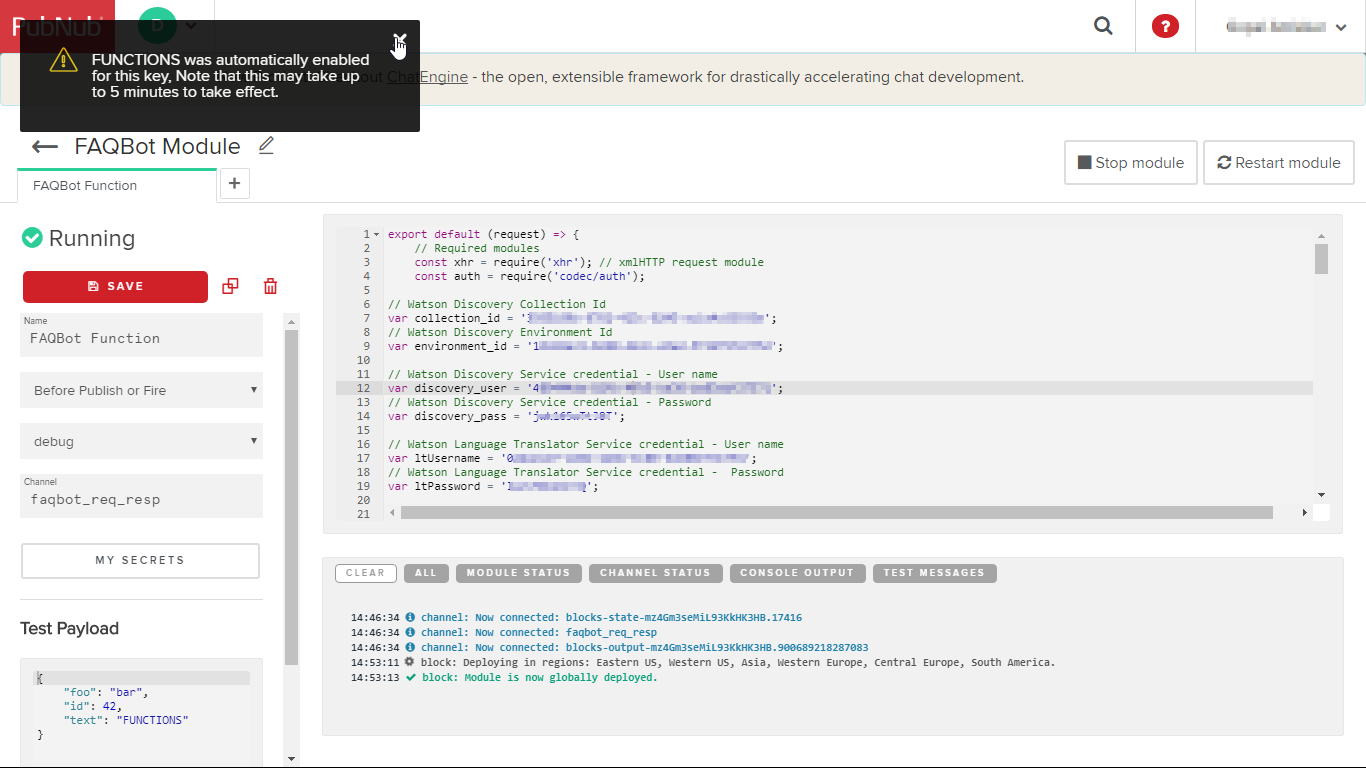 PubNub
D
FUNCTIONS was automatically enabled
for this key, Note that this may take up
to 5 minutes to take effect.
ChatEngine - the open, extensible framework for drastically accelerating chat development.
?
FAQBot Module
Stop module
Restart module
FAQBot Function
+
Running
SAVE
Name
FAQBot Function
Before Publish or Fire
debug
Channel
faqbot_req_resp
MY SECRETS
Test Payload
{
"foo": "bar",
"id": 42,
"text": "FUNCTIONS"
}
1 export default (request) => {
2 // Required modules
3 const xhr = require('xhr'); // xmlHTTP request module
4 const auth = require('codec/auth');
5
6 // Watson Discovery Collection Id
7 var collection_id = ' ';
8 // Watson Discovery Environment Id
9 var environment_id = '1 ';
10
11 // Watson Discovery Service credential - User name
12 var discovery_user = '4 ';
13 // Watson Discovery Service credential - Password
14 var discovery_pass = ' ';
15
16 // Watson Language Translator Service credential - User name
17 var ltUsername = '0 ';
18 // Watson Language Translator Service credential - Password
19 var ltPassword = ' ';
20
21
CLEAR ALL MODULE STATUS CHANNEL STATUS CONSOLE OUTPUT TEST MESSAGES
14:46:34 channel: Now connected: blocks-state-mz4Gm3seMiL93KkHK3HB.17416
14:46:34 channel: Now connected: faqbot_req_resp
14:46:34 channel: Now connected: blocks-output-mz4Gm3seMiL93KkHK3HB.900689218287083
14:53:11 block: Deploying in regions: Eastern US, Western US, Asia, Western Europe, Central Europe, South America.
14:53:13 block: Module is now globally deployed.